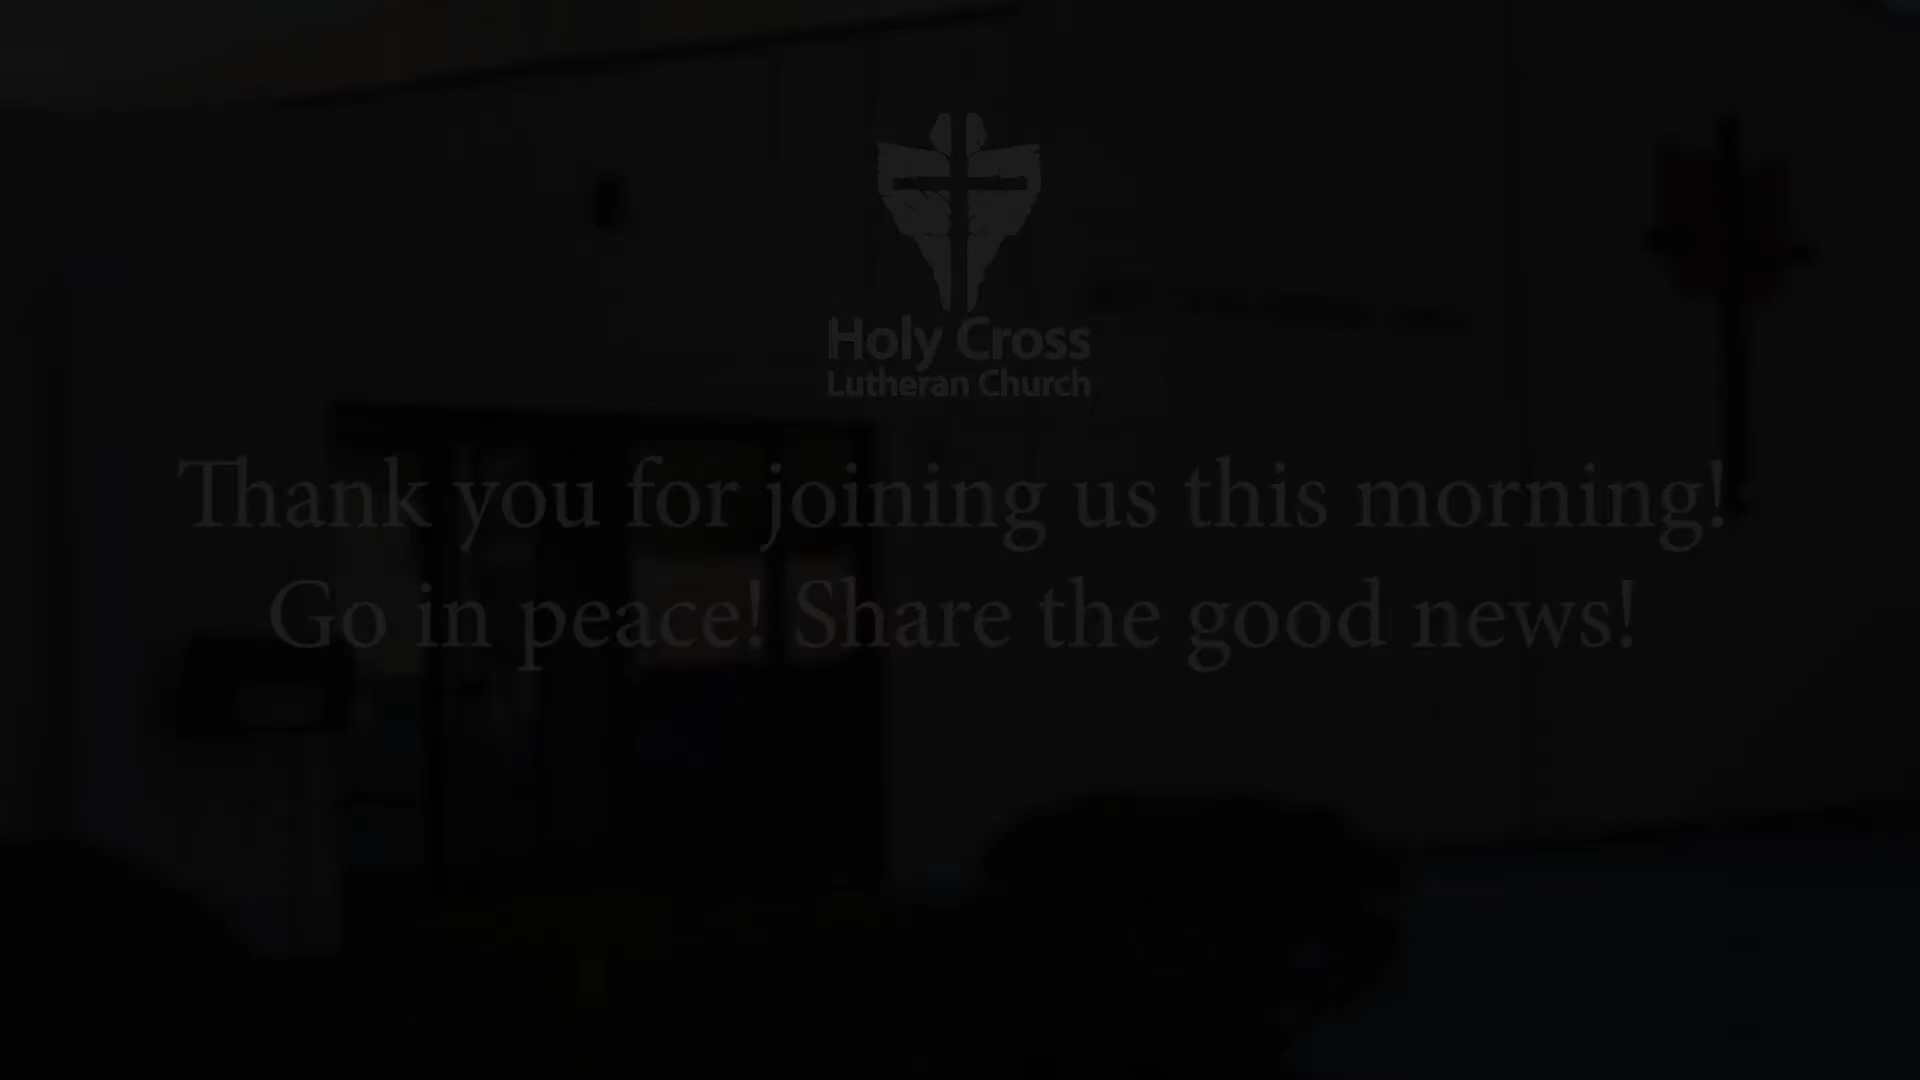 Holy Cross
Lutheran Church
Thank you for joining us this morning!
Go in peace! Share the good news!